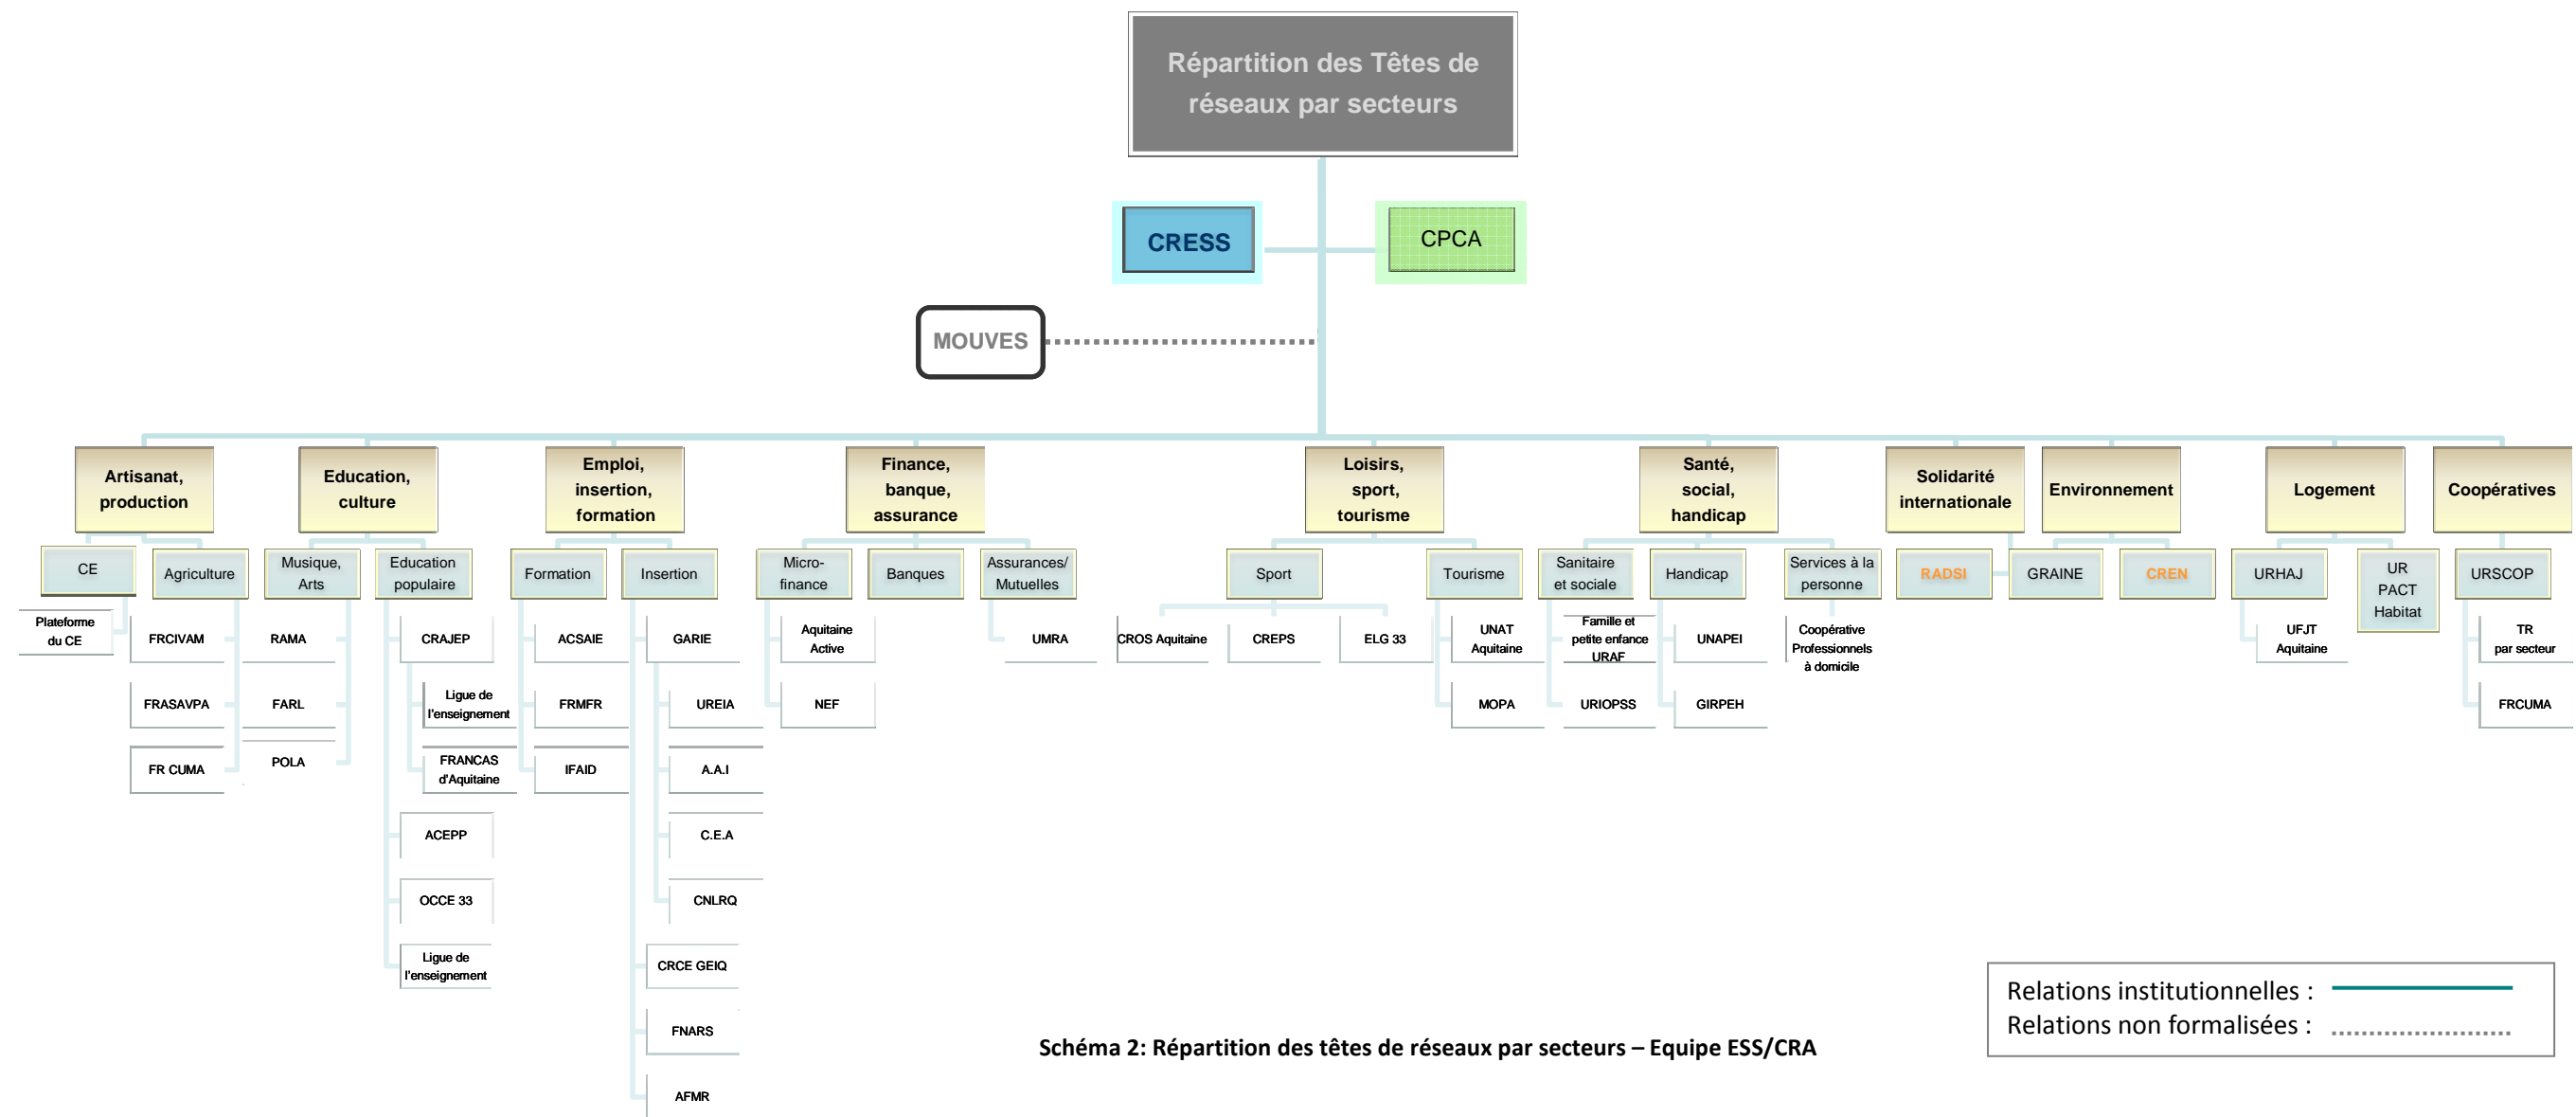 Répartition des Têtes de
réseaux par secteurs
CRESS
CPCA
MOUVES
Artisanat,
production
Education,
culture
Emploi,
insertion,
formation
Finance,
banque,
assurance
Loisirs,
sport,
tourisme
Santé,
social,
handicap
Solidarité
internationale
Environnement
Logement
Coopératives
CE
Agriculture
Musique,
Arts
Education
populaire
Formation
Insertion
Micro-
finance
Banques
Assurances/
Mutuelles
Sport
Tourisme
Sanitaire
et sociale
Handicap
Services à la
personne
RADSI
GRAINE
CREN
URHAJ
UR
PACT
Habitat
URSCOP
Plateforme
du CE
FRCIVAM
FRASAVPA
FR CUMA
RAMA
FARL
POLA
CRAJEP
Ligue de
l'enseignement
FRANCAS
d'Aquitaine
ACEPP
OCCE 33
Ligue de
l'enseignement
ACSAIE
FRMFR
IFAID
GARIE
UREIA
A.A.I
C.E.A
CNLRQ
CRCE GEIQ
FNARS
AFMR
Aquitaine
Active
NEF
UMRA
CROS Aquitaine
CREPS
ELG 33
UNAT
Aquitaine
MOPA
Famille et
petite enfance
URAF
URIOPSS
UNAPEI
GIRPEH
Coopérative
Professionnels
à domicile
UFJT
Aquitaine
TR
par secteur
FRCUMA
Relations institutionnelles :
Relations non formalisées :
Schéma 2: Répartition des têtes de réseaux par secteurs – Equipe ESS/CRA